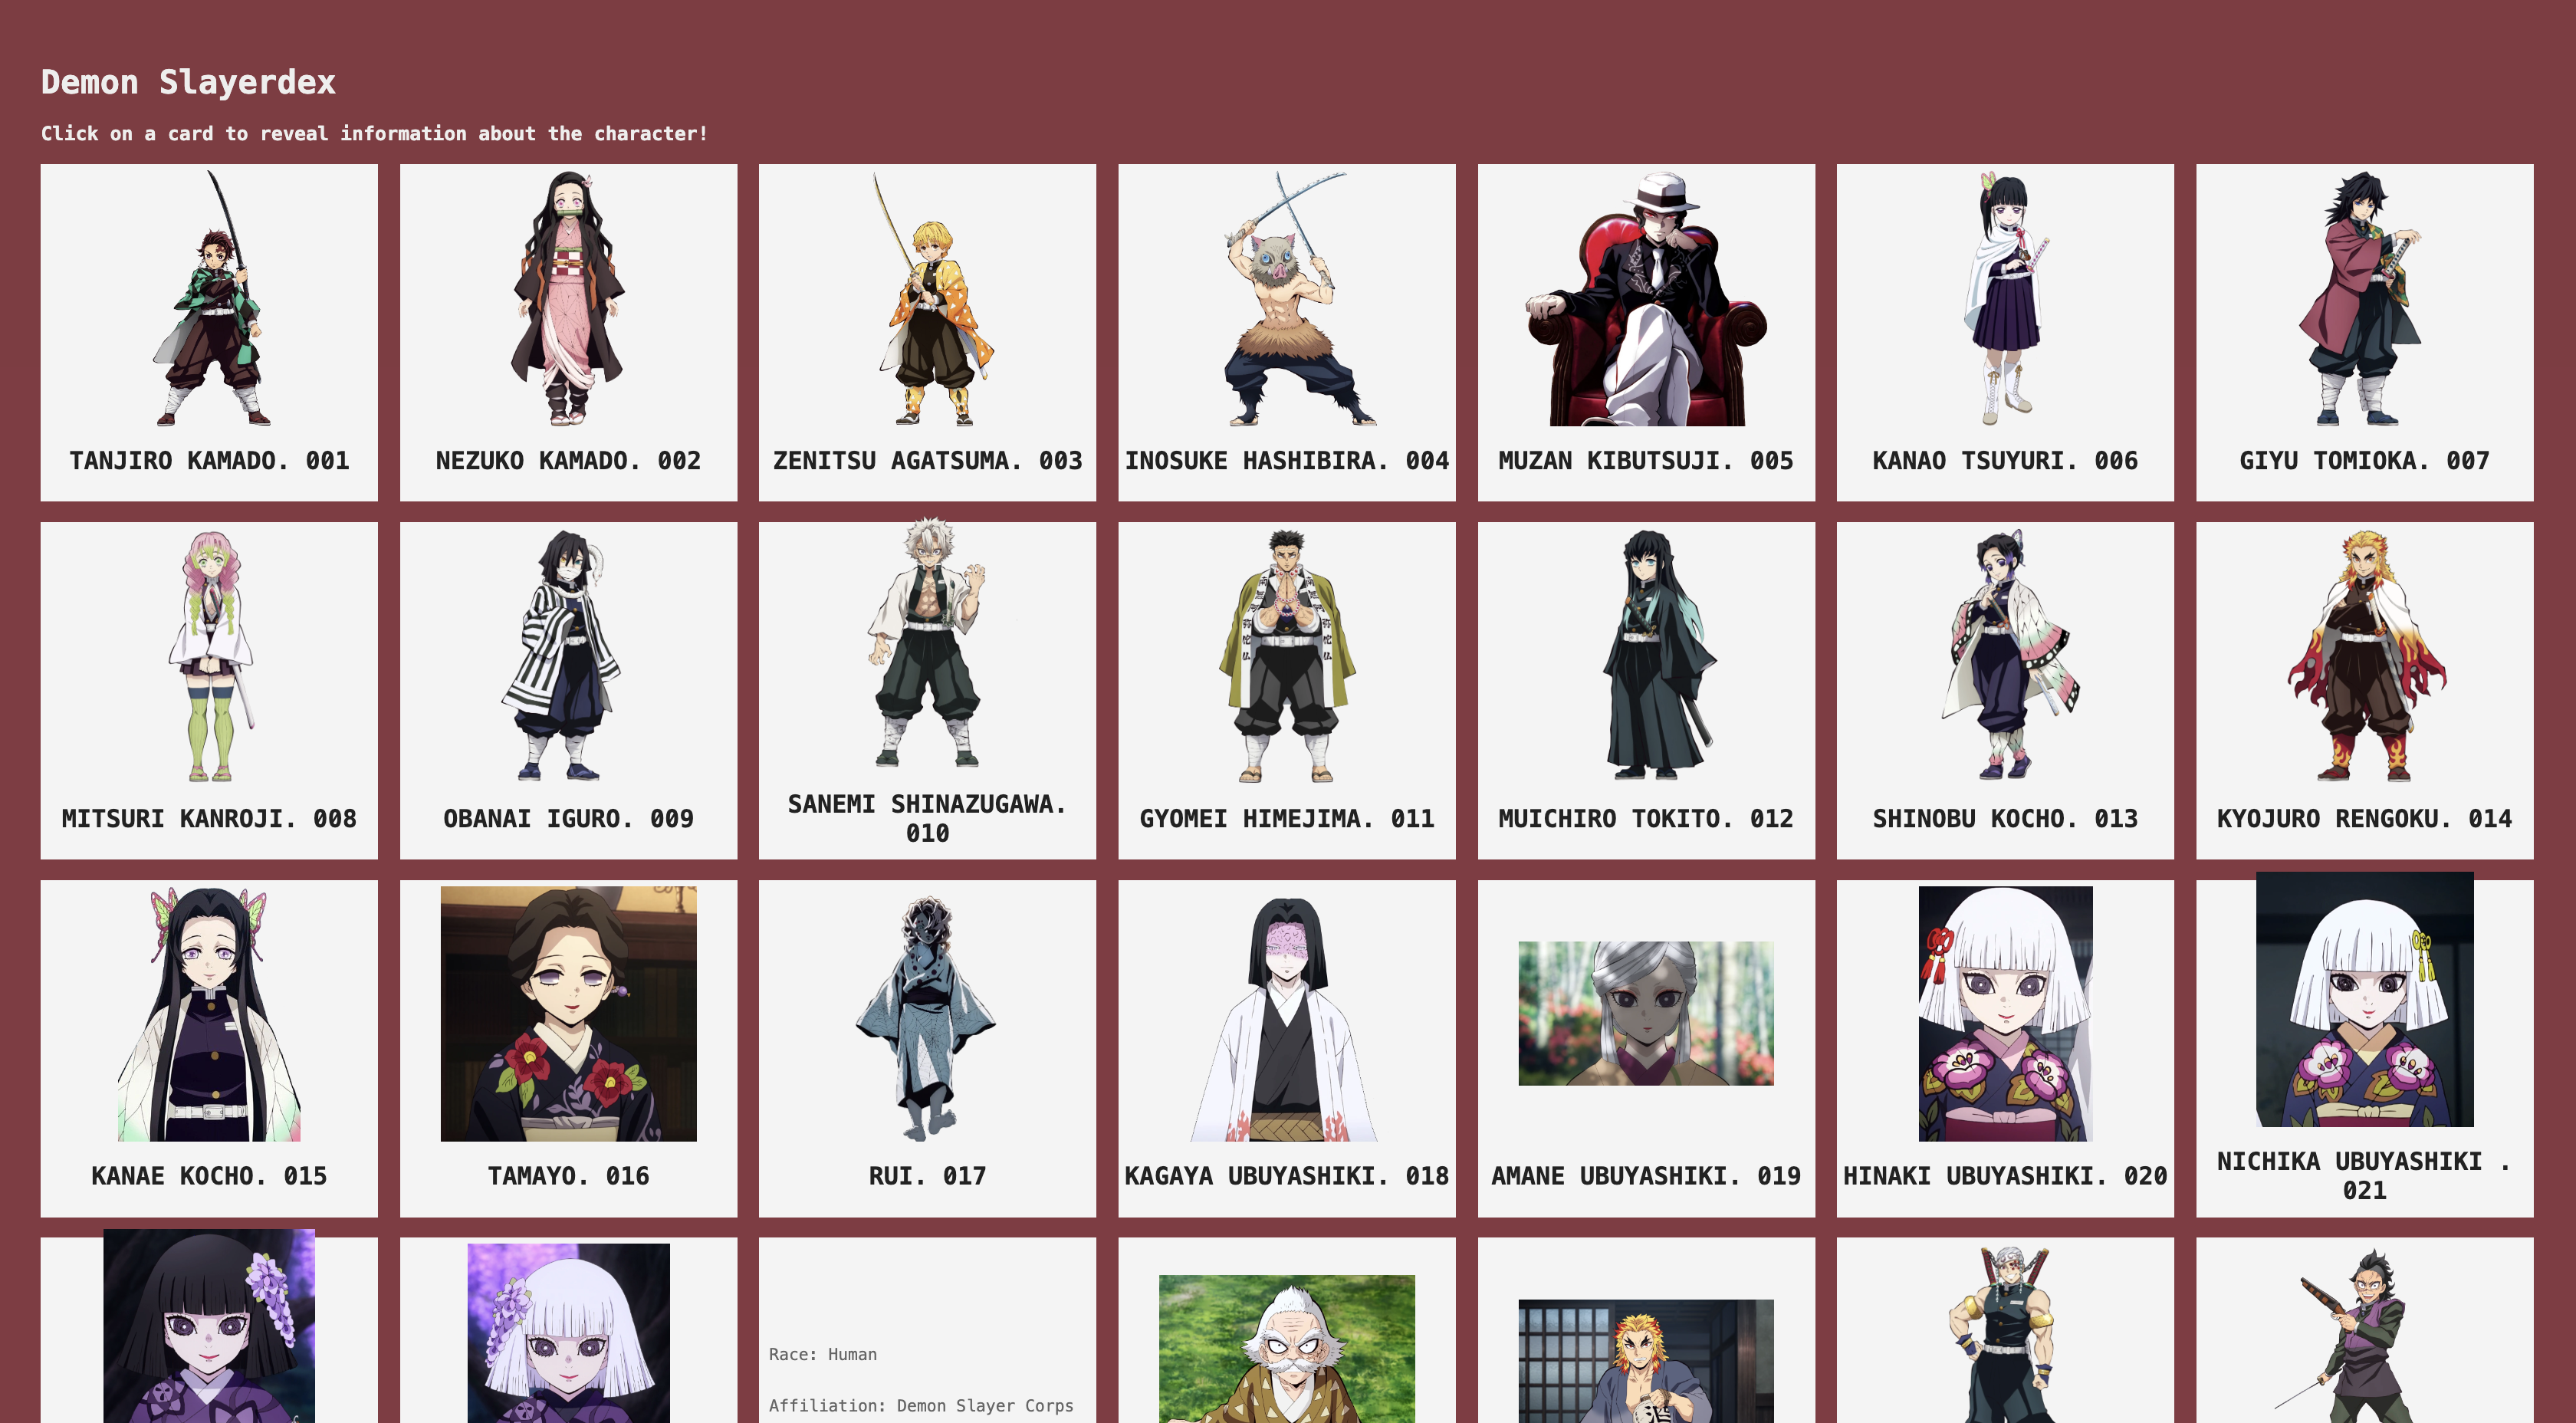 Demon Slayerdex
Click on a card to reveal information about the character!
TANJIRO KAMADO. 001
NEZUKO KAMADO. 002
ZENITSU AGATSUMA. 003
INOSUKE HASHIBIRA. 004
MUZAN KIBUTSUJI. 005
KANAO TSUYURI. 006
GIYU TOMIOKA. 007
MITSURI KANROJI. 008
OBANAI IGURO. 009
SANEMI SHINAZUGAWA.
010
GYOMEI HIMEJIMA. 011
MUICHIRO TOKITO. 012
SHINOBU KOCHO. 013
KYOJURO RENGOKU. 014
KANAE KOCHO. 015
TAMAYO. 016
RUI. 017
KAGAYA UBUYASHIKI. 018
AMANE UBUYASHIKI. 019
HINAKI UBUYASHIKI. 020
NICHIKA UBUYASHIKI .
021
Race: Human
Affiliation: Demon Slayer Corps